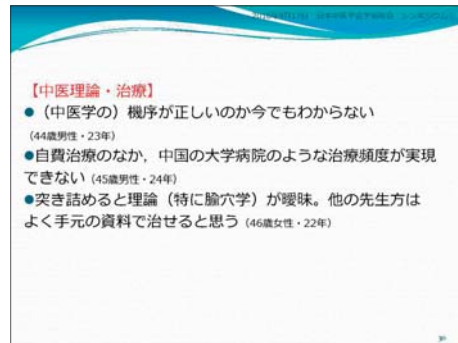 【中医理論・治療】
●（中医学の）機序が正しいのか今でもわからない
（44歳男性・23年）
●自費治療のなか，中国の大学病院のような治療頻度が実現
できない（45歳男性・24年）
●突き詰めると理論（特に腧穴学）が曖昧。他の先生方は
よく手元の資料で治せると思う（46歳女性・22年）